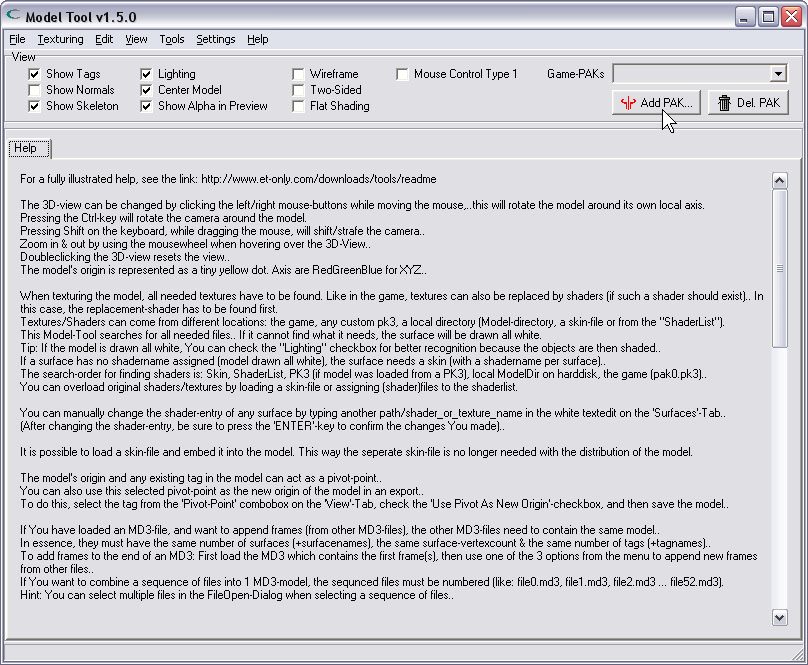 Model Tool v1.5.0
File Texturing Edit View Tools Settings Help
View
Show Tags Lighting Wireframe Mouse Control Type 1 Game-PAKs
Show Normals Center Model Two-Sided
Show Skeleton Show Alpha in Preview Flat Shading
Add PAK... Del. PAK
Help
For a fully illustrated help, see the link: http://www.et-only.com/downloads/tools/readme
The 3D-view can be changed by clicking the left/right mouse-buttons while moving the mouse,..this will rotate the model around its own local axis.
Pressing the Ctrl-key will rotate the camera around the model.
Pressing Shift on the keyboard, while dragging the mouse, will shift/strafe the camera..
Zoom in & out by using the mousewheel when hovering over the 3D-View..
Doubleclicking the 3D-view resets the view..
The model's origin is represented as a tiny yellow dot. Axis are RedGreenBlue for XYZ..
When texturing the model, all needed textures have to be found. Like in the game, textures can also be replaced by shaders (if such a shader should exist).. In
this case, the replacement-shader has to be found first.
Textures/Shaders can come from different locations: the game, any custom pk3, a local directory (Model-directory, a skin-file or from the "ShaderList").
This Model-Tool searches for all needed files.. If it cannot find what it needs, the surface will be drawn all white.
Tip: If the model is drawn all white, You can check the "Lighting" checkbox for better recognition because the objects are then shaded..
If a surface has no shadername assigned (model drawn all white), the surface needs a skin (with a shadername per surface)..
The search-order for finding shaders is: Skin, ShaderList, PK3 (if model was loaded from a PK3), local ModelDir on harddisk, the game (pak0.pk3)..
You can overload original shaders/textures by loading a skin-file or assigning (shader)files to the shaderlist.
You can manually change the shader-entry of any surface by typing another path/shader_or_texture_name in the white textedit on the 'Surfaces'-Tab..
(After changing the shader-entry, be sure to press the 'ENTER'-key to confirm the changes You made)..
It is possible to load a skin-file and embed it into the model. This way the seperate skin-file is no longer needed with the distribution of the model.
The model's origin and any existing tag in the model can act as a pivot-point..
You can also use this selected pivot-point as the new origin of the model in an export..
To do this, select the tag from the 'Pivot-Point' combobox on the 'View'-Tab, check the 'Use Pivot As New Origin'-checkbox, and then save the model..
If You have loaded an MD3-file, and want to append frames (from other MD3-files), the other MD3-files need to contain the same model..
In essence, they must have the same number of surfaces (+surfacenames), the same surface-vertexcount & the same number of tags (+tagnames)..
To add frames to the end of an MD3: First load the MD3 which contains the first frame(s), then use one of the 3 options from the menu to append new frames
from other files..
If You want to combine a sequence of files into 1 MD3-model, the sequnced files must be numbered (like: file0.md3, file1.md3, file2.md3 ... file52.md3).
Hint: You can select multiple files in the FileOpen-Dialog when selecting a sequence of files..